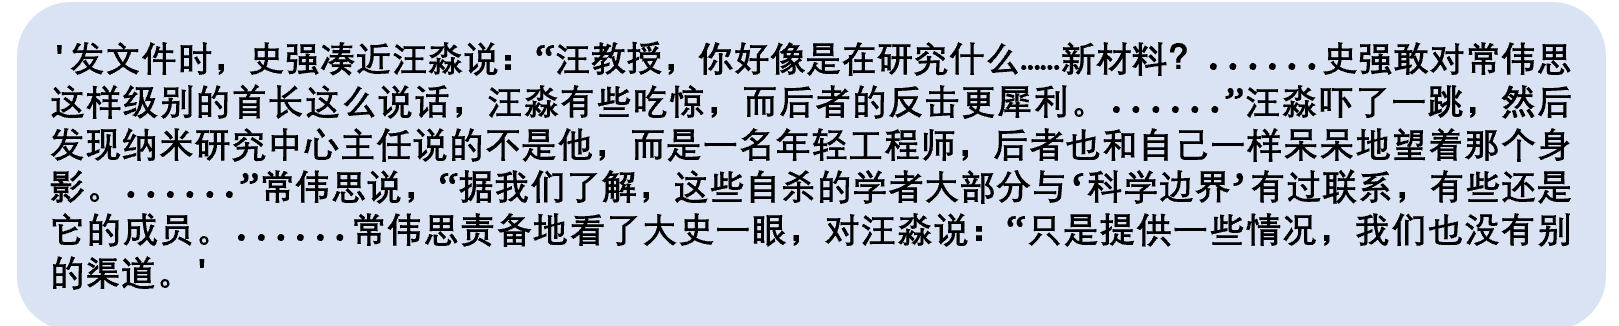 '发文件时，史强凑近汪淼说：“汪教授，你好像是在研究什么……新材料？......史强敢对常伟思
这样级别的首长这么说话，汪淼有些吃惊，而后者的反击更犀利。......”汪淼吓了一跳，然后
发现纳米研究中心主任说的不是他，而是一名年轻工程师，后者也和自己一样呆呆地望着那个身
影。......”常伟思说，“据我们了解，这些自杀的学者大部分与‘科学边界’有过联系，有些还是
它的成员。......常伟思责备地看了大史一眼，对汪淼说：“只是提供一些情况，我们也没有别
的渠道。'